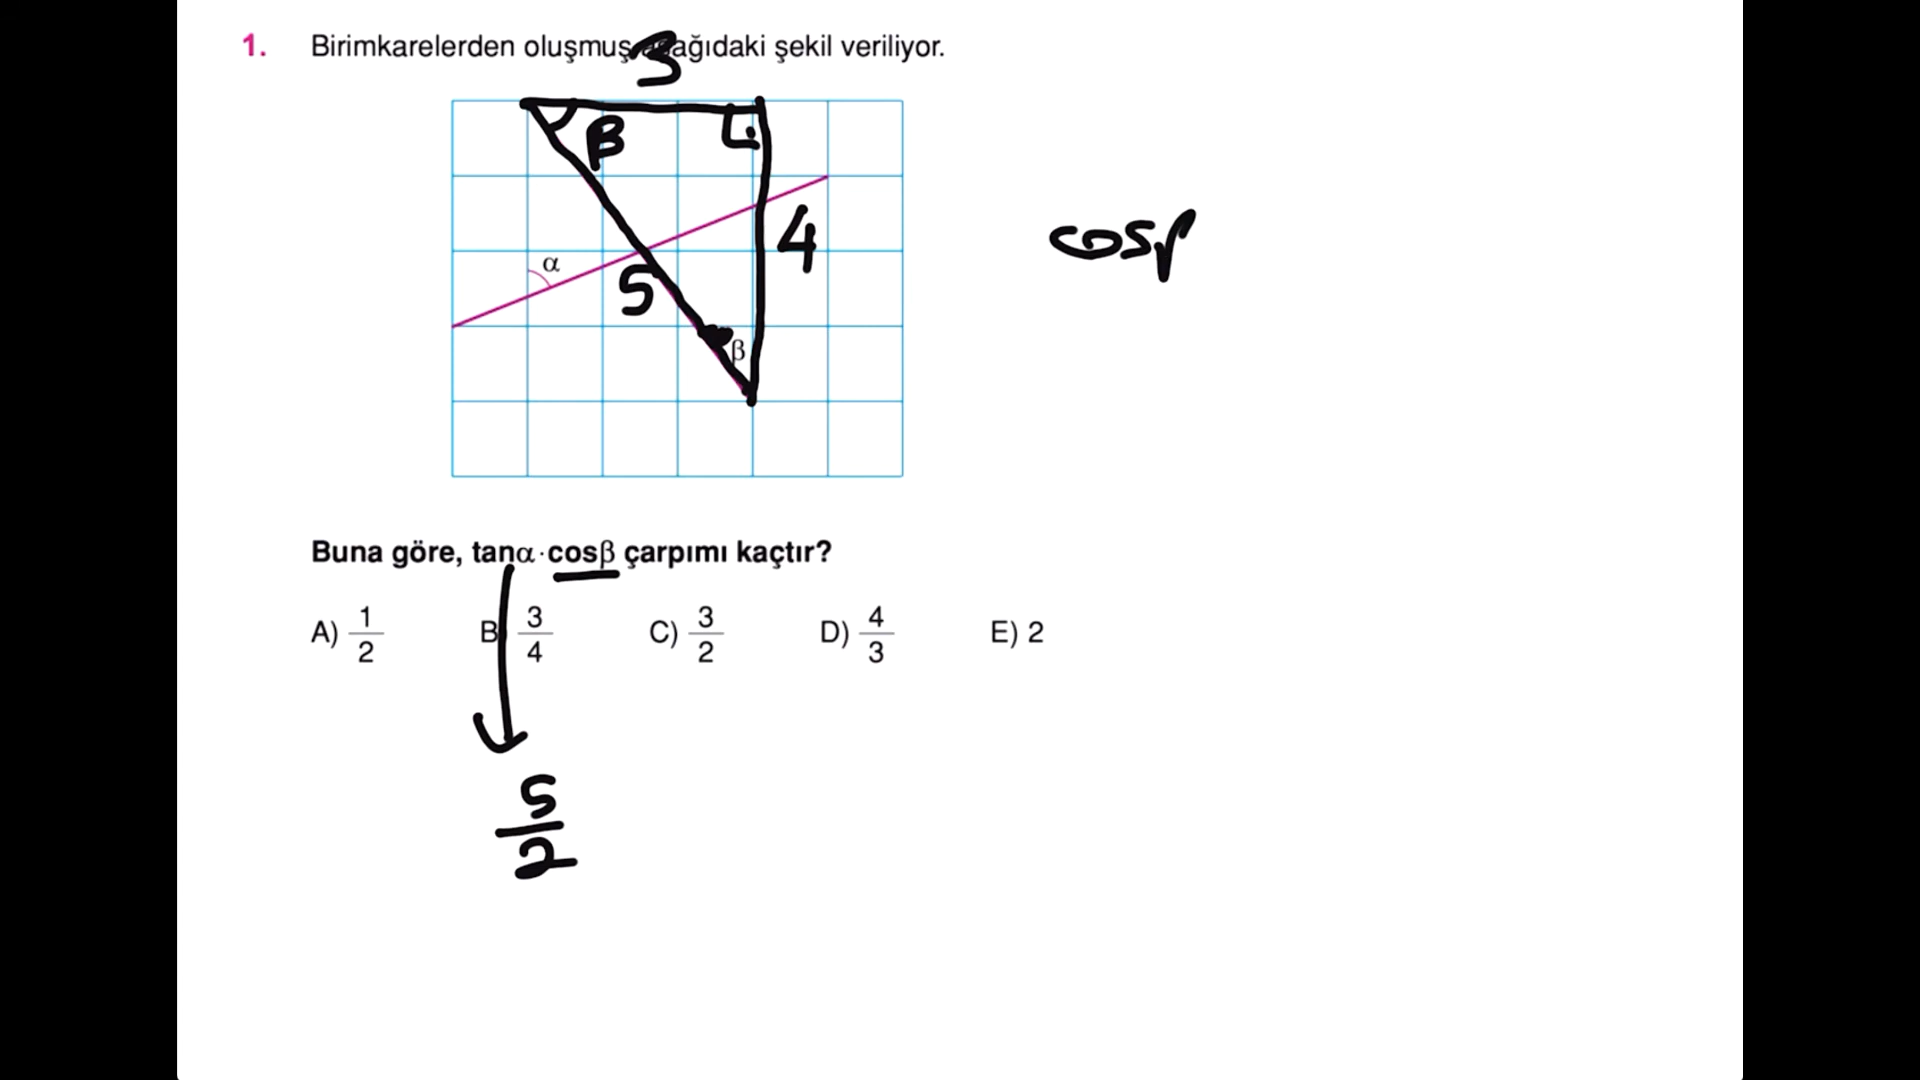 1. Birimkarelerden oluşmuş aşağıdaki şekil veriliyor.
3
β
4
α
5
β
cosβ
Buna göre, tanα·cosβ çarpımı kaçtır?
A) 1/2 B) 3/4 C) 3/2 D) 4/3 E) 2
5/2